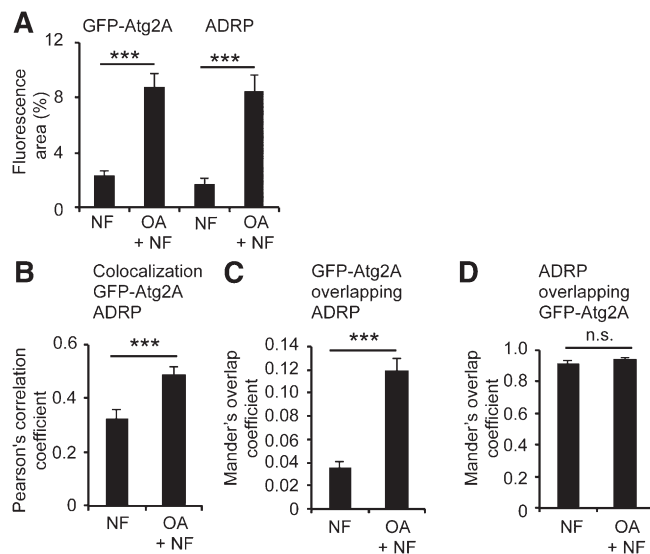 A
GFP-Atg2A
ADRP
Fluorescence
area (%)
12
8
4
0
***
***
NF
OA
+ NF
NF
OA
+ NF
B
Colocalization
GFP-Atg2A
ADRP
Pearson's correlation
coefficient
0.6
0.4
0.2
0
***
NF
OA
+ NF
C
GFP-Atg2A
overlapping
ADRP
Mander's overlap
coefficient
0.14
0.12
0.10
0.08
0.06
0.04
0.02
0
***
NF
OA
+ NF
D
ADRP
overlapping
GFP-Atg2A
n.s.
Mander's overlap
coefficient
1.0
0.8
0.6
0.4
0.2
0
NF
OA
+ NF